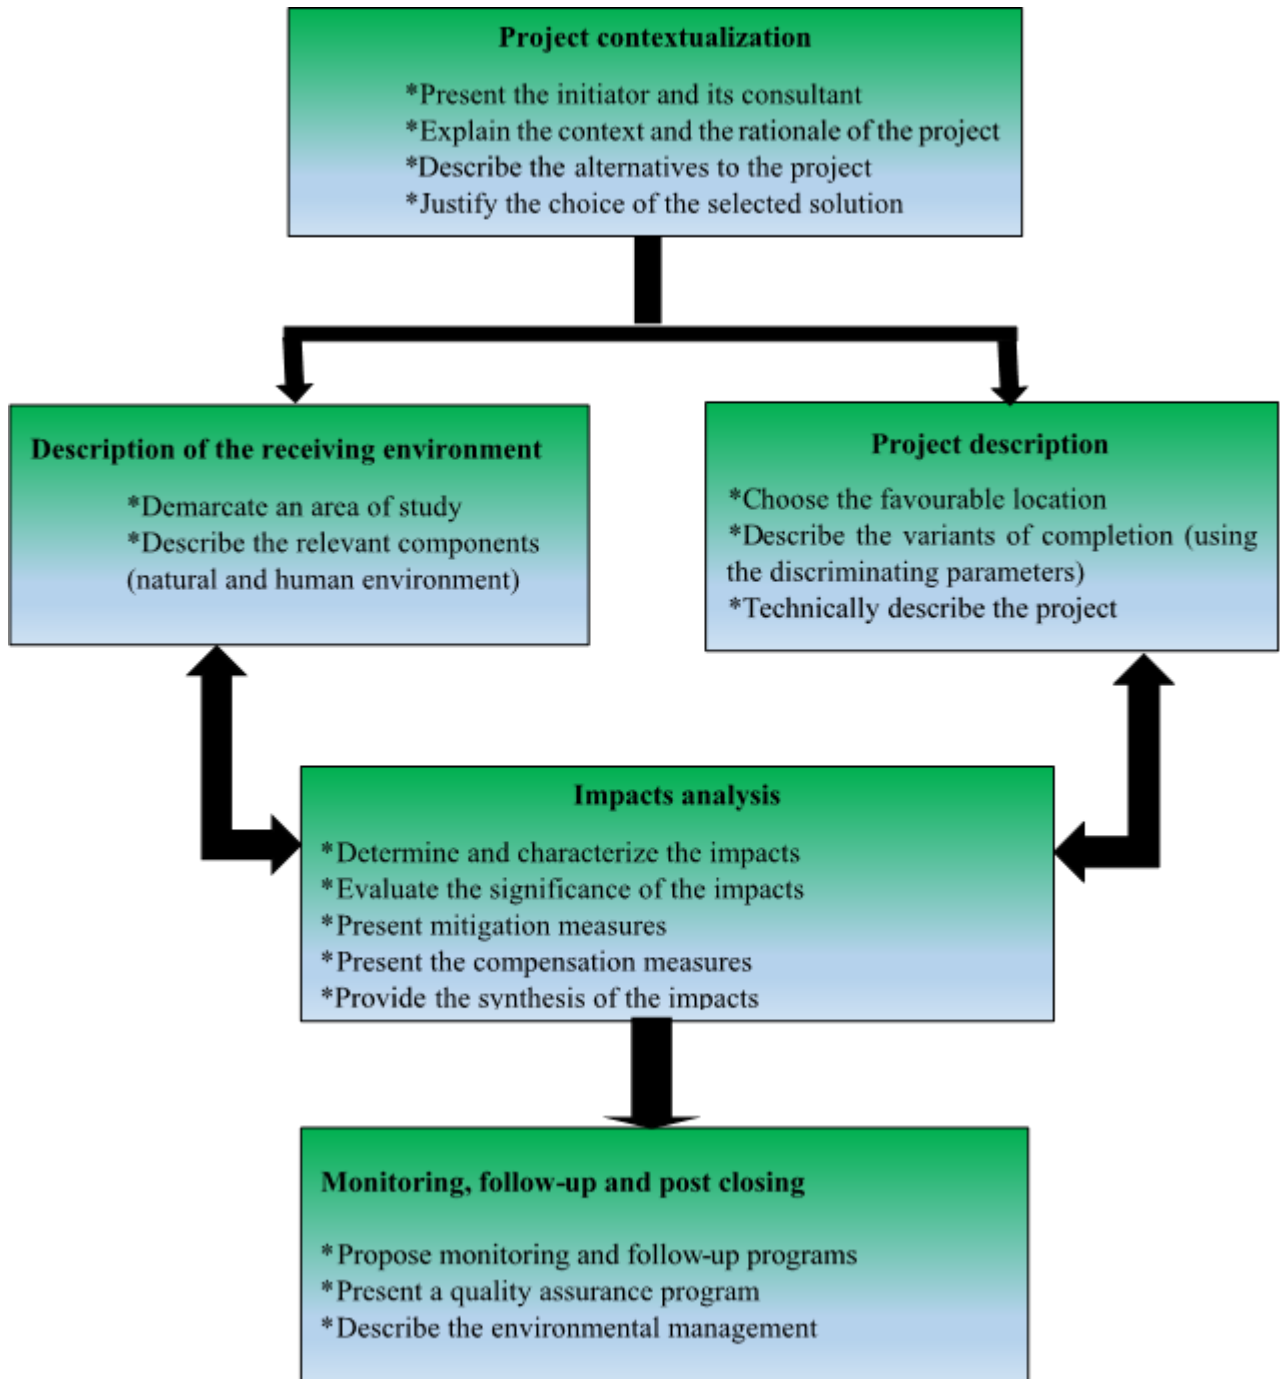 Project contextualization
*Present the initiator and its consultant
*Explain the context and the rationale of the project
*Describe the alternatives to the project
*Justify the choice of the selected solution
Description of the receiving environment
*Demarcate an area of study
*Describe the relevant components
(natural and human environment)
Project description
*Choose the favourable location
*Describe the variants of completion (using
the discriminating parameters)
*Technically describe the project
Impacts analysis
*Determine and characterize the impacts
*Evaluate the significance of the impacts
*Present mitigation measures
*Present the compensation measures
*Provide the synthesis of the impacts
Monitoring, follow-up and post closing
*Propose monitoring and follow-up programs
*Present a quality assurance program
*Describe the environmental management